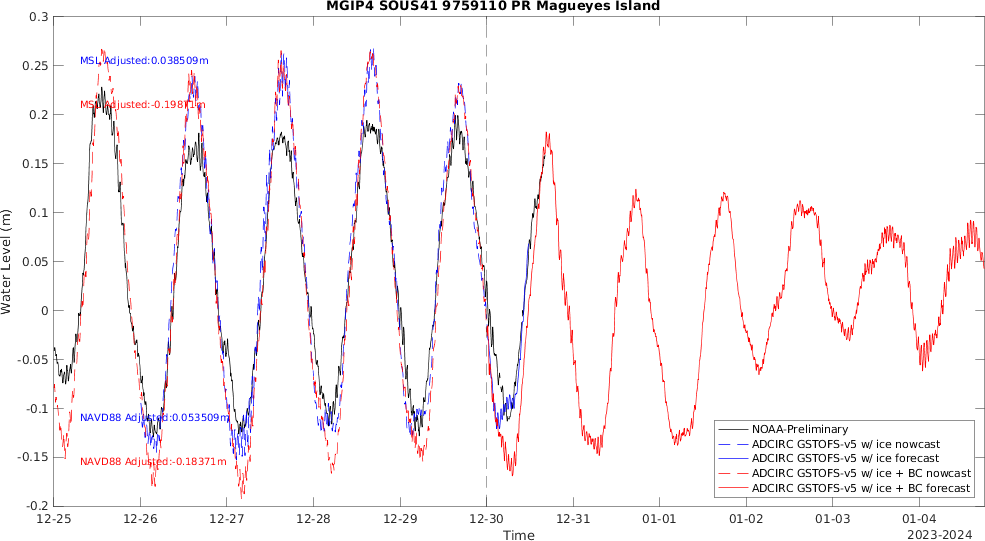 MGIP4 SOUS41 9759110 PR Magueyes Island
0.3
0.25
0.2
0.15
0.1
0.05
0
-0.05
-0.1
-0.15
-0.2
Water Level (m)
MSL Adjusted:0.038509m
MSL Adjusted:-0.19871m
NAVD88 Adjusted:0.053509m
NAVD88 Adjusted:-0.18371m
NOAA-Preliminary
ADCIRC GSTOFS-v5 w/ ice nowcast
ADCIRC GSTOFS-v5 w/ ice forecast
ADCIRC GSTOFS-v5 w/ ice + BC nowcast
ADCIRC GSTOFS-v5 w/ ice + BC forecast
12-25 12-26 12-27 12-28 12-29 12-30 12-31 01-01 01-02 01-03 01-04
Time
2023-2024